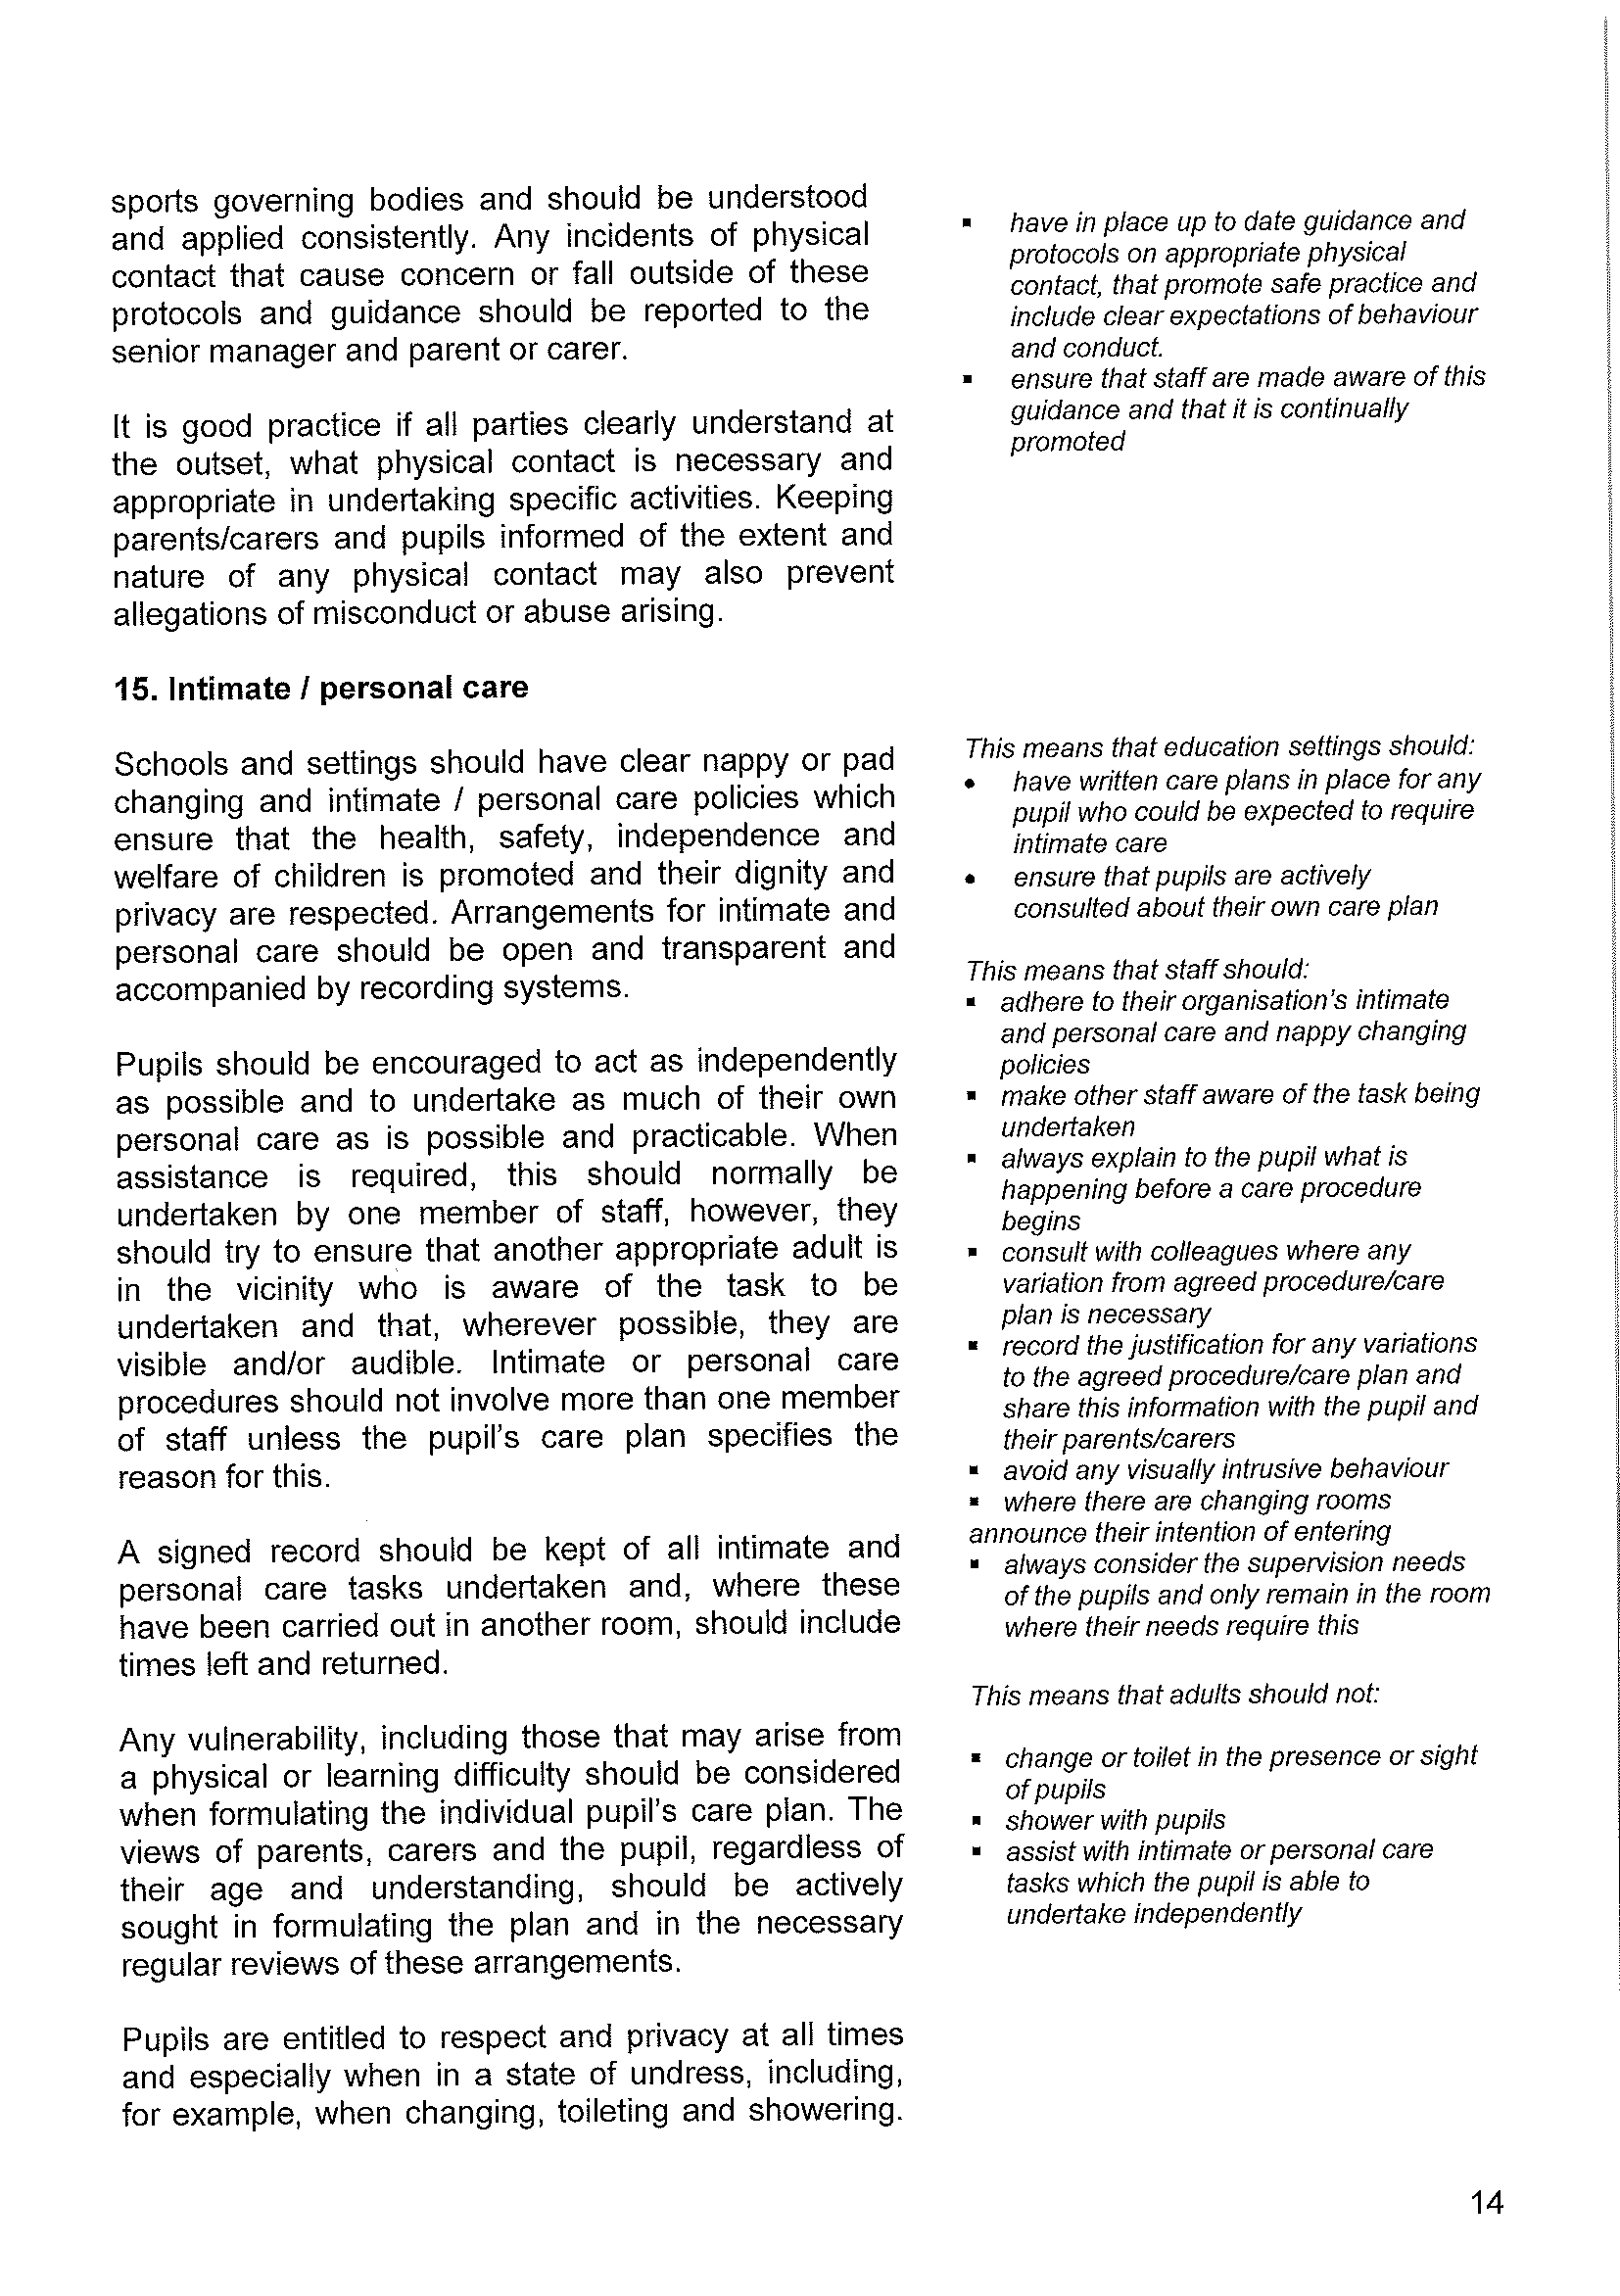 sports governing bodies and should be understood
and applied consistently. Any incidents of physical
contact that cause concern or fall outside of these
protocols and guidance should be reported to the
senior manager and parent or carer.
It is good practice if all parties clearly understand at
the outset, what physical contact is necessary and
appropriate in undertaking specific activities. Keeping
parents/carers and pupils informed of the extent and
nature of any physical contact may also prevent
allegations of misconduct or abuse arising.
▪ have in place up to date guidance and
protocols on appropriate physical
contact, that promote safe practice and
include clear expectations of behaviour
and conduct.
▪ ensure that staff are made aware of this
guidance and that it is continually
promoted
15. Intimate / personal care
Schools and settings should have clear nappy or pad
changing and intimate / personal care policies which
ensure that the health, safety, independence and
welfare of children is promoted and their dignity and
privacy are respected. Arrangements for intimate and
personal care should be open and transparent and
accompanied by recording systems.
Pupils should be encouraged to act as independently
as possible and to undertake as much of their own
personal care as is possible and practicable. When
assistance is required, this should normally be
undertaken by one member of staff, however, they
should try to ensure that another appropriate adult is
in the vicinity who is aware of the task to be
undertaken and that, wherever possible, they are
visible and/or audible. Intimate or personal care
procedures should not involve more than one member
of staff unless the pupil's care plan specifies the
reason for this.
A signed record should be kept of all intimate and
personal care tasks undertaken and, where these
have been carried out in another room, should include
times left and returned.
Any vulnerability, including those that may arise from
a physical or learning difficulty should be considered
when formulating the individual pupil's care plan. The
views of parents, carers and the pupil, regardless of
their age and understanding, should be actively
sought in formulating the plan and in the necessary
regular reviews of these arrangements.
Pupils are entitled to respect and privacy at all times
and especially when in a state of undress, including,
for example, when changing, toileting and showering.
This means that education settings should:
• have written care plans in place for any
pupil who could be expected to require
intimate care
• ensure that pupils are actively
consulted about their own care plan
This means that staff should:
▪ adhere to their organisation's intimate
and personal care and nappy changing
policies
▪ make other staff aware of the task being
undertaken
▪ always explain to the pupil what is
happening before a care procedure
begins
▪ consult with colleagues where any
variation from agreed procedure/care
plan is necessary
▪ record the justification for any variations
to the agreed procedure/care plan and
share this information with the pupil and
their parents/carers
▪ avoid any visually intrusive behaviour
▪ where there are changing rooms
announce their intention of entering
▪ always consider the supervision needs
of the pupils and only remain in the room
where their needs require this
This means that adults should not:
▪ change or toilet in the presence or sight
of pupils
▪ shower with pupils
▪ assist with intimate or personal care
tasks which the pupil is able to
undertake independently
14